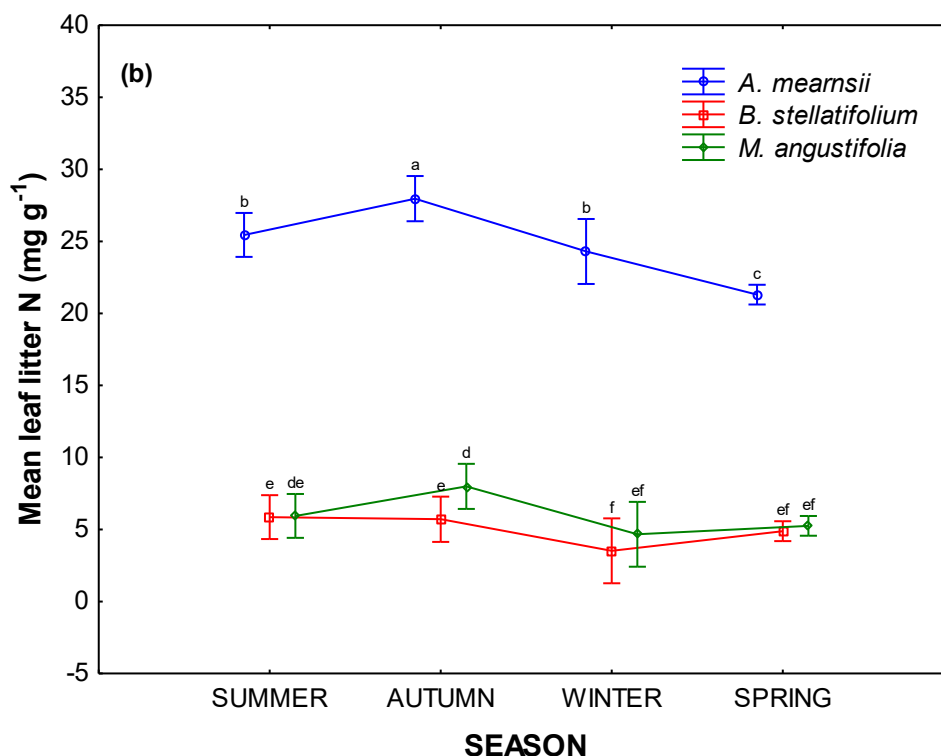 (b)
A. mearnsii
B. stellatifolium
M. angustifolia
Mean leaf litter N (mg g⁻¹)
40
35
30
25
20
15
10
5
0
-5
b
a
b
c
e
de
e
d
f
ef
ef
ef
SUMMER AUTUMN WINTER SPRING
SEASON